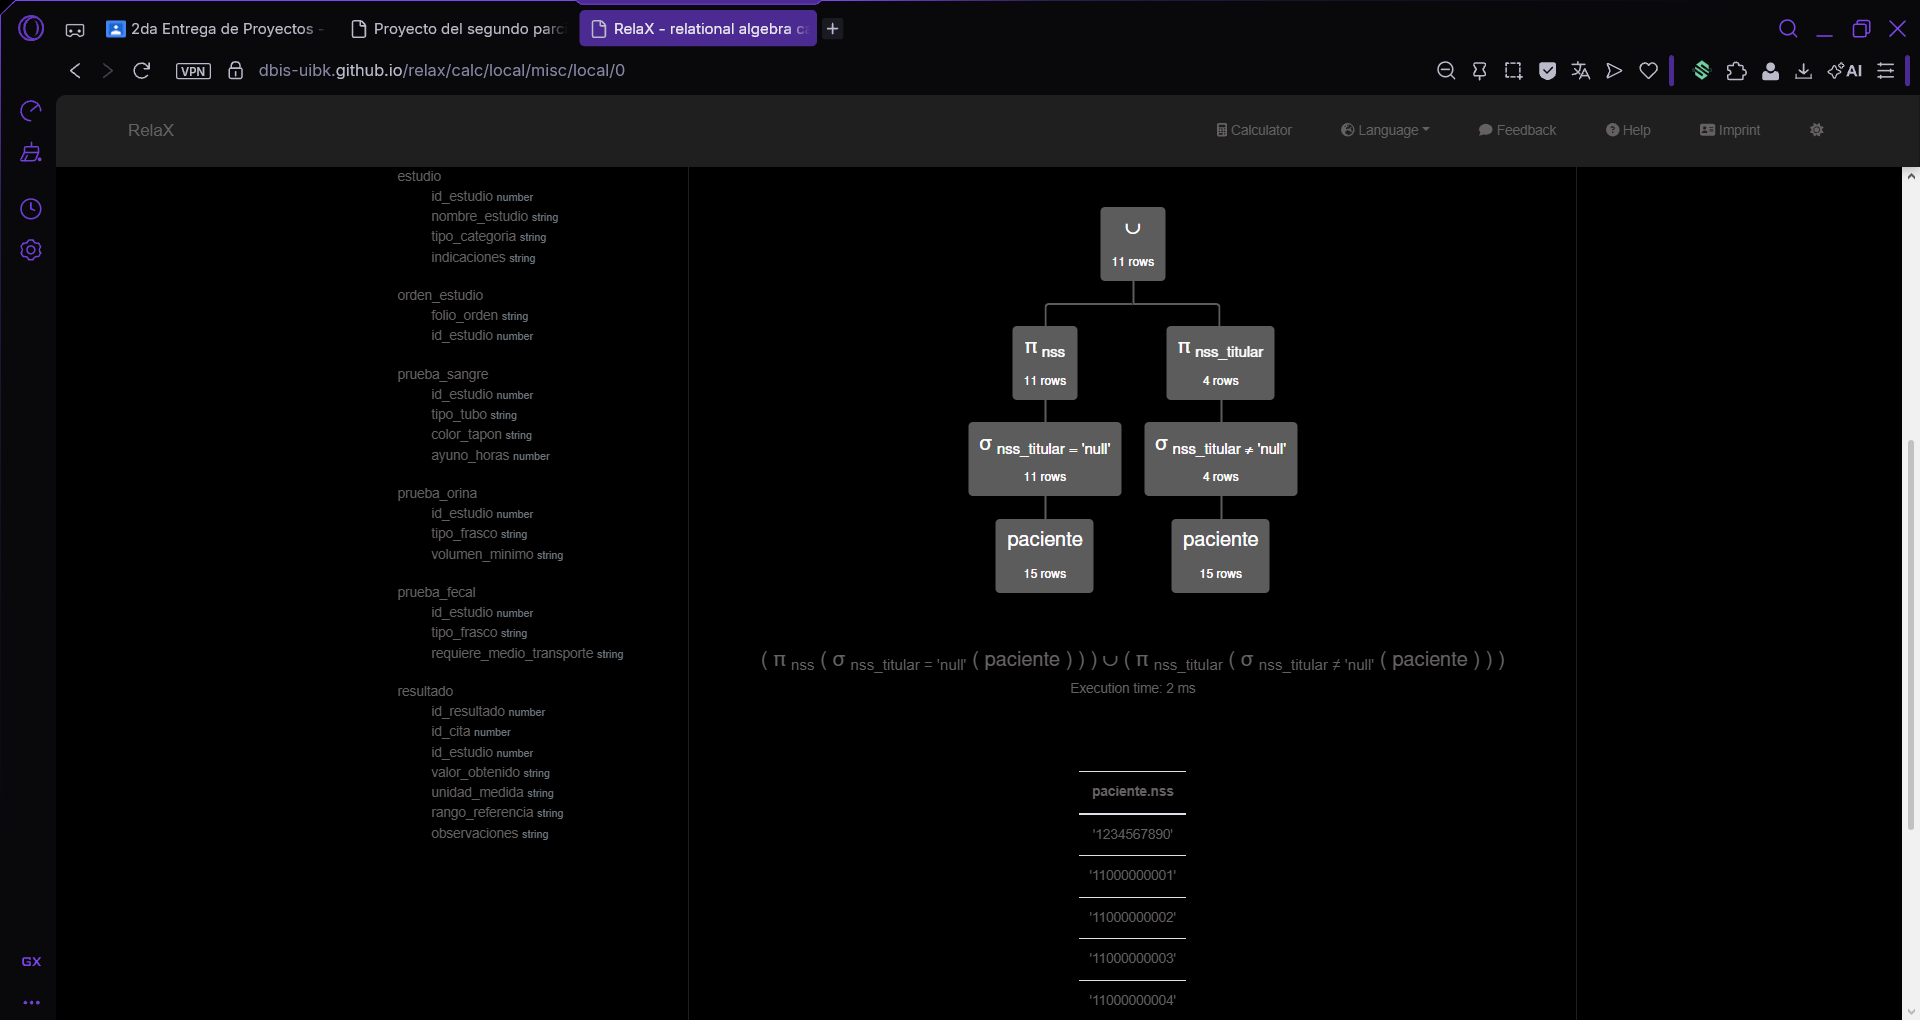 2da Entrega de Proyectos -
Proyecto del segundo parc
RelaX - relational algebra ca
VPN
dbis-uibk.github.io/relax/calc/local/misc/local/0
AI
RelaX
Calculator
Language
Feedback
Help
Imprint
estudio
id_estudio number
nombre_estudio string
tipo_categoria string
indicaciones string
orden_estudio
folio_orden string
id_estudio number
prueba_sangre
id_estudio number
tipo_tubo string
color_tapon string
ayuno_horas number
prueba_orina
id_estudio number
tipo_frasco string
volumen_minimo string
prueba_fecal
id_estudio number
tipo_frasco string
requiere_medio_transporte string
resultado
id_resultado number
id_cita number
id_estudio number
valor_obtenido string
unidad_medida string
rango_referencia string
observaciones string
GX
∪
11 rows
π nss
11 rows
π nss_titular
4 rows
σ nss_titular = 'null'
11 rows
σ nss_titular ≠ 'null'
4 rows
paciente
15 rows
paciente
15 rows
( π nss ( σ nss_titular = 'null' ( paciente ) ) ) ∪ ( π nss_titular ( σ nss_titular ≠ 'null' ( paciente ) ) )
Execution time: 2 ms
paciente.nss
'1234567890'
'11000000001'
'11000000002'
'11000000003'
'11000000004'